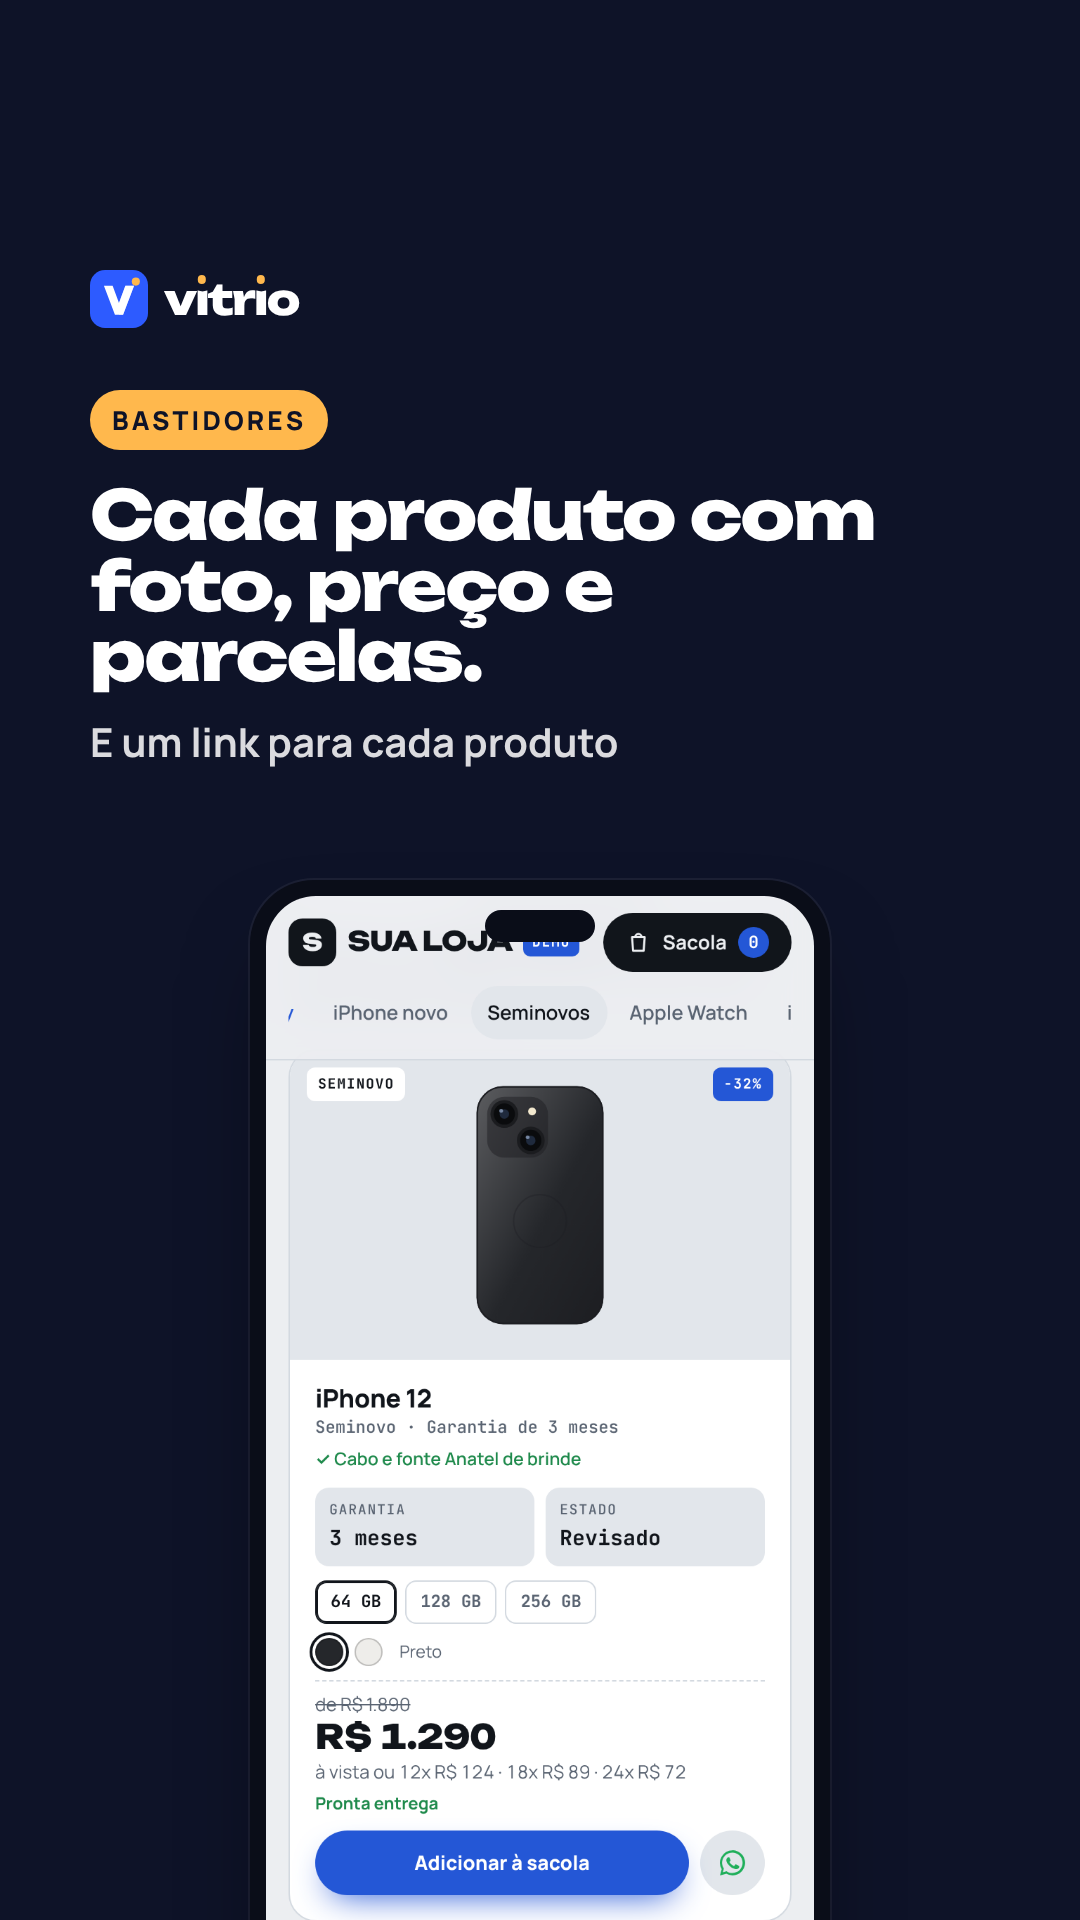 V vitrio
BASTIDORES
Cada produto com
foto, preço e
parcelas.
E um link para cada produto
S SUA LOJA DEMO Sacola 0
iPhone novo Seminovos Apple Watch
SEMINOVO -32%
iPhone 12
Seminovo · Garantia de 3 meses
✓ Cabo e fonte Anatel de brinde
GARANTIA ESTADO
3 meses Revisado
64 GB 128 GB 256 GB
Preto
de R$ 1.890
R$ 1.290
à vista ou 12x R$ 124 · 18x R$ 89 · 24x R$ 72
Pronta entrega
Adicionar à sacola